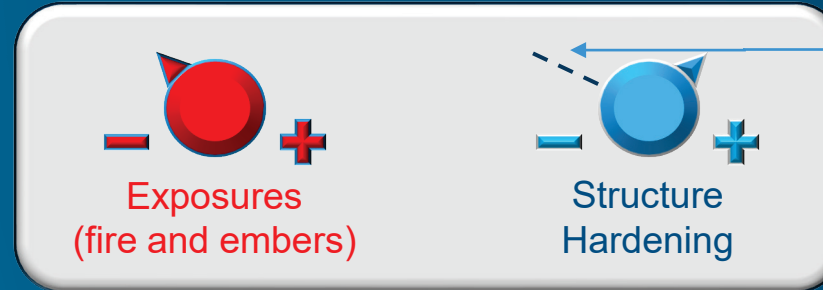 Exposures
(fire and embers)
Structure
Hardening